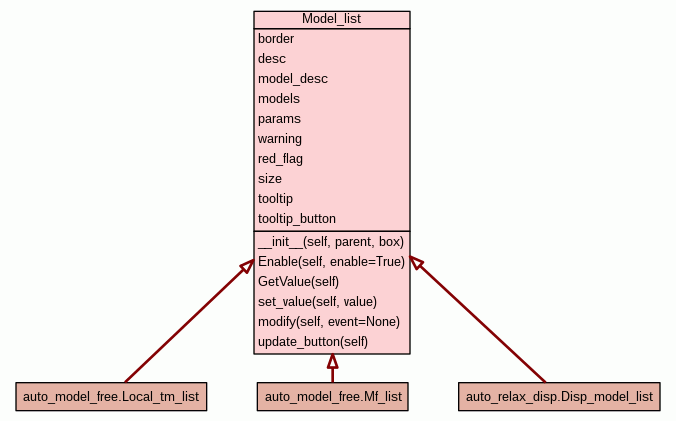 Model_list
border
desc
model_desc
models
params
warning
red_flag
size
tooltip
tooltip_button
__init__(self, parent, box)
Enable(self, enable=True)
GetValue(self)
set_value(self, value)
modify(self, event=None)
update_button(self)
auto_model_free.Local_tm_list
auto_model_free.Mf_list
auto_relax_disp.Disp_model_list